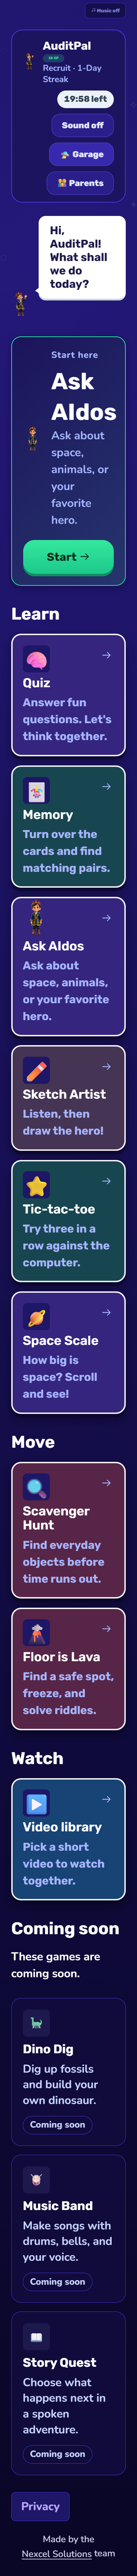 Music off
AuditPal
Recruit · 1-Day
Streak
19:58 left
Sound off
Garage
Parents
Hi,
AuditPal!
What shall
we do
today?
Start here
Ask
Aldos
Ask about
space,
animals, or
your
favorite
hero.
Start →
Learn
Quiz
Answer fun
questions. Let's
think together.
Memory
Turn over the
cards and find
matching pairs.
Ask Aldos
Ask about
space, animals,
or your favorite
hero.
Sketch Artist
Listen, then
draw the hero!
Tic-tac-toe
Try three in a
row against the
computer.
Space Scale
How big is
space? Scroll
and see!
Move
Scavenger
Hunt
Find everyday
objects before
time runs out.
Floor is Lava
Find a safe spot,
freeze, and
solve riddles.
Watch
Video library
Pick a short
video to watch
together.
Coming soon
These games are
coming soon.
Dino Dig
Dig up fossils
and build your
own dinosaur.
Coming soon
Music Band
Make songs with
drums, bells, and
your voice.
Coming soon
Story Quest
Choose what
happens next in
a spoken
adventure.
Coming soon
Privacy
Made by the
Nexcel Solutions team